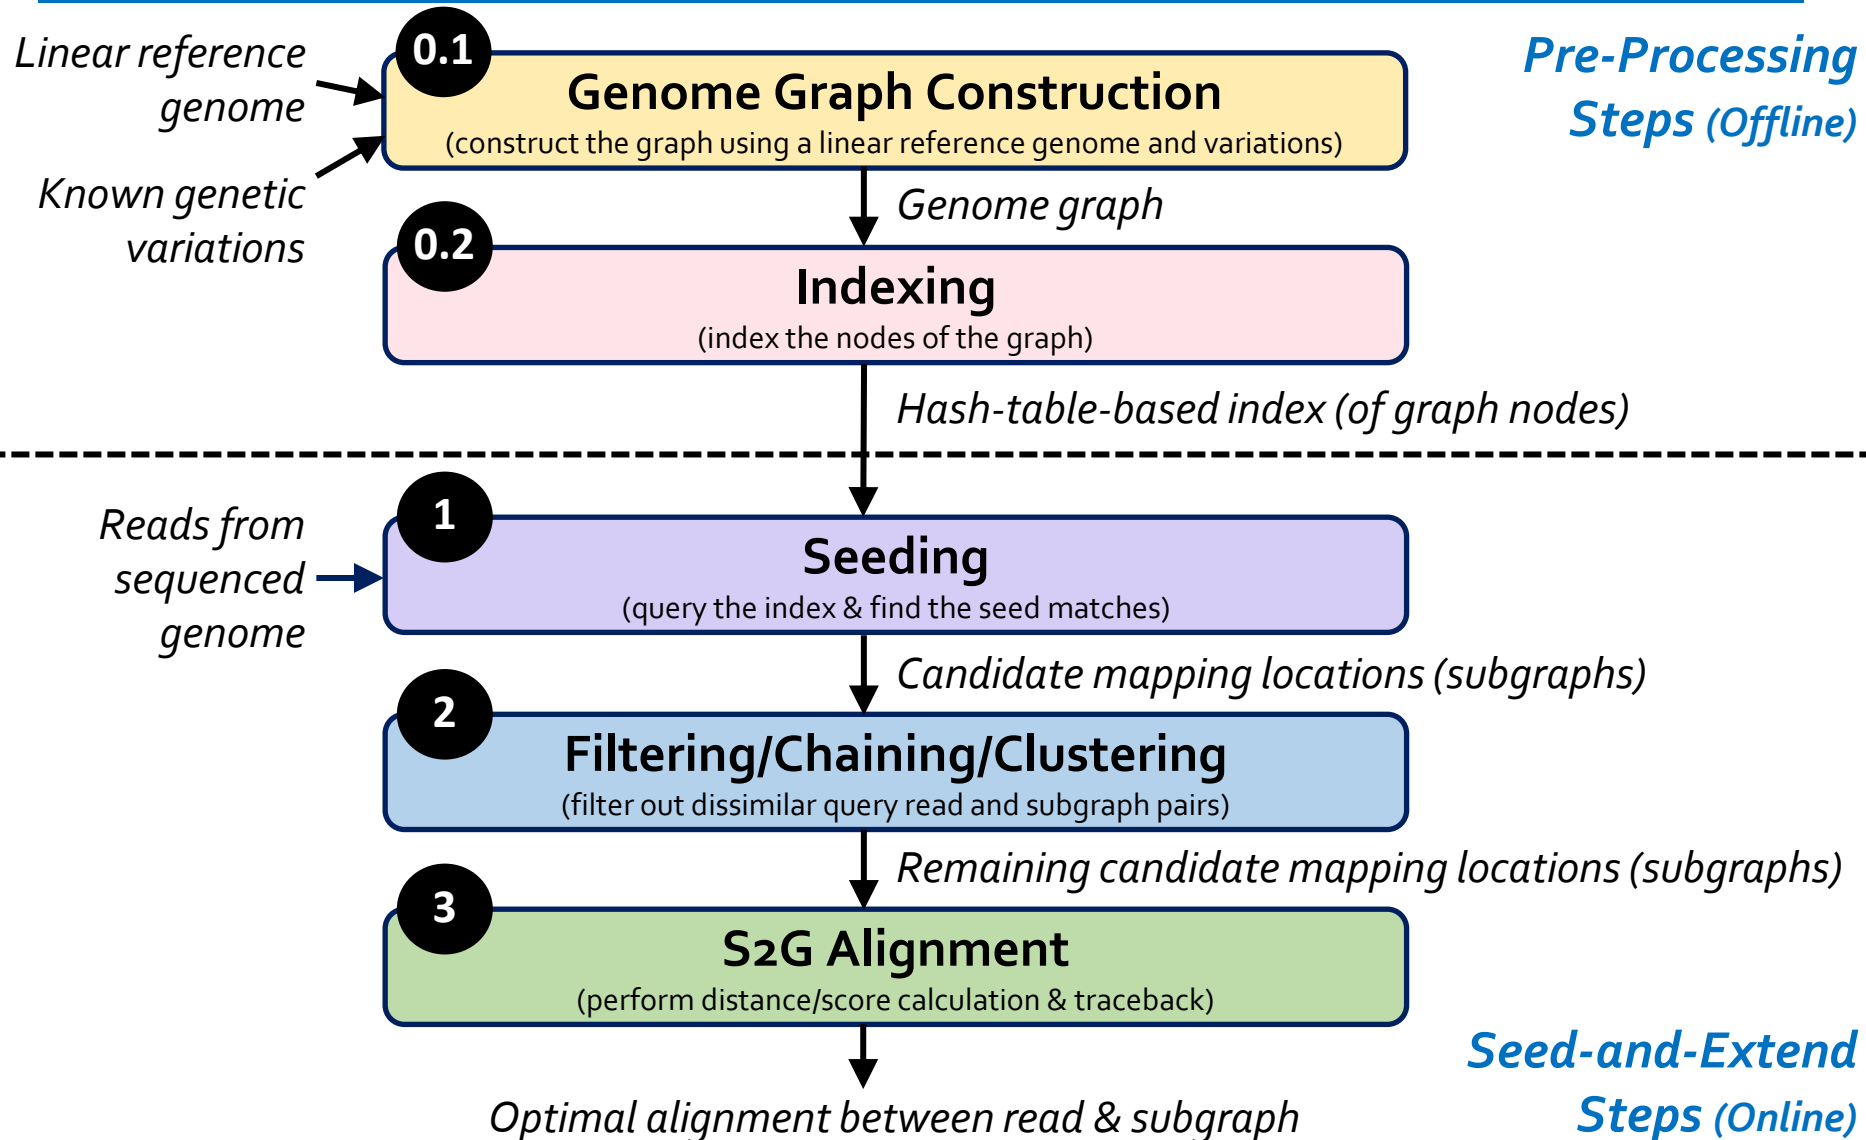 Linear reference
genome
Known genetic
variations
0.1
Genome Graph Construction
(construct the graph using a linear reference genome and variations)
Pre-Processing
Steps (Offline)
Genome graph
0.2
Indexing
(index the nodes of the graph)
Hash-table-based index (of graph nodes)
Reads from
sequenced
genome
1
Seeding
(query the index & find the seed matches)
Candidate mapping locations (subgraphs)
2
Filtering/Chaining/Clustering
(filter out dissimilar query read and subgraph pairs)
Remaining candidate mapping locations (subgraphs)
3
S2G Alignment
(perform distance/score calculation & traceback)
Optimal alignment between read & subgraph
Seed-and-Extend
Steps (Online)